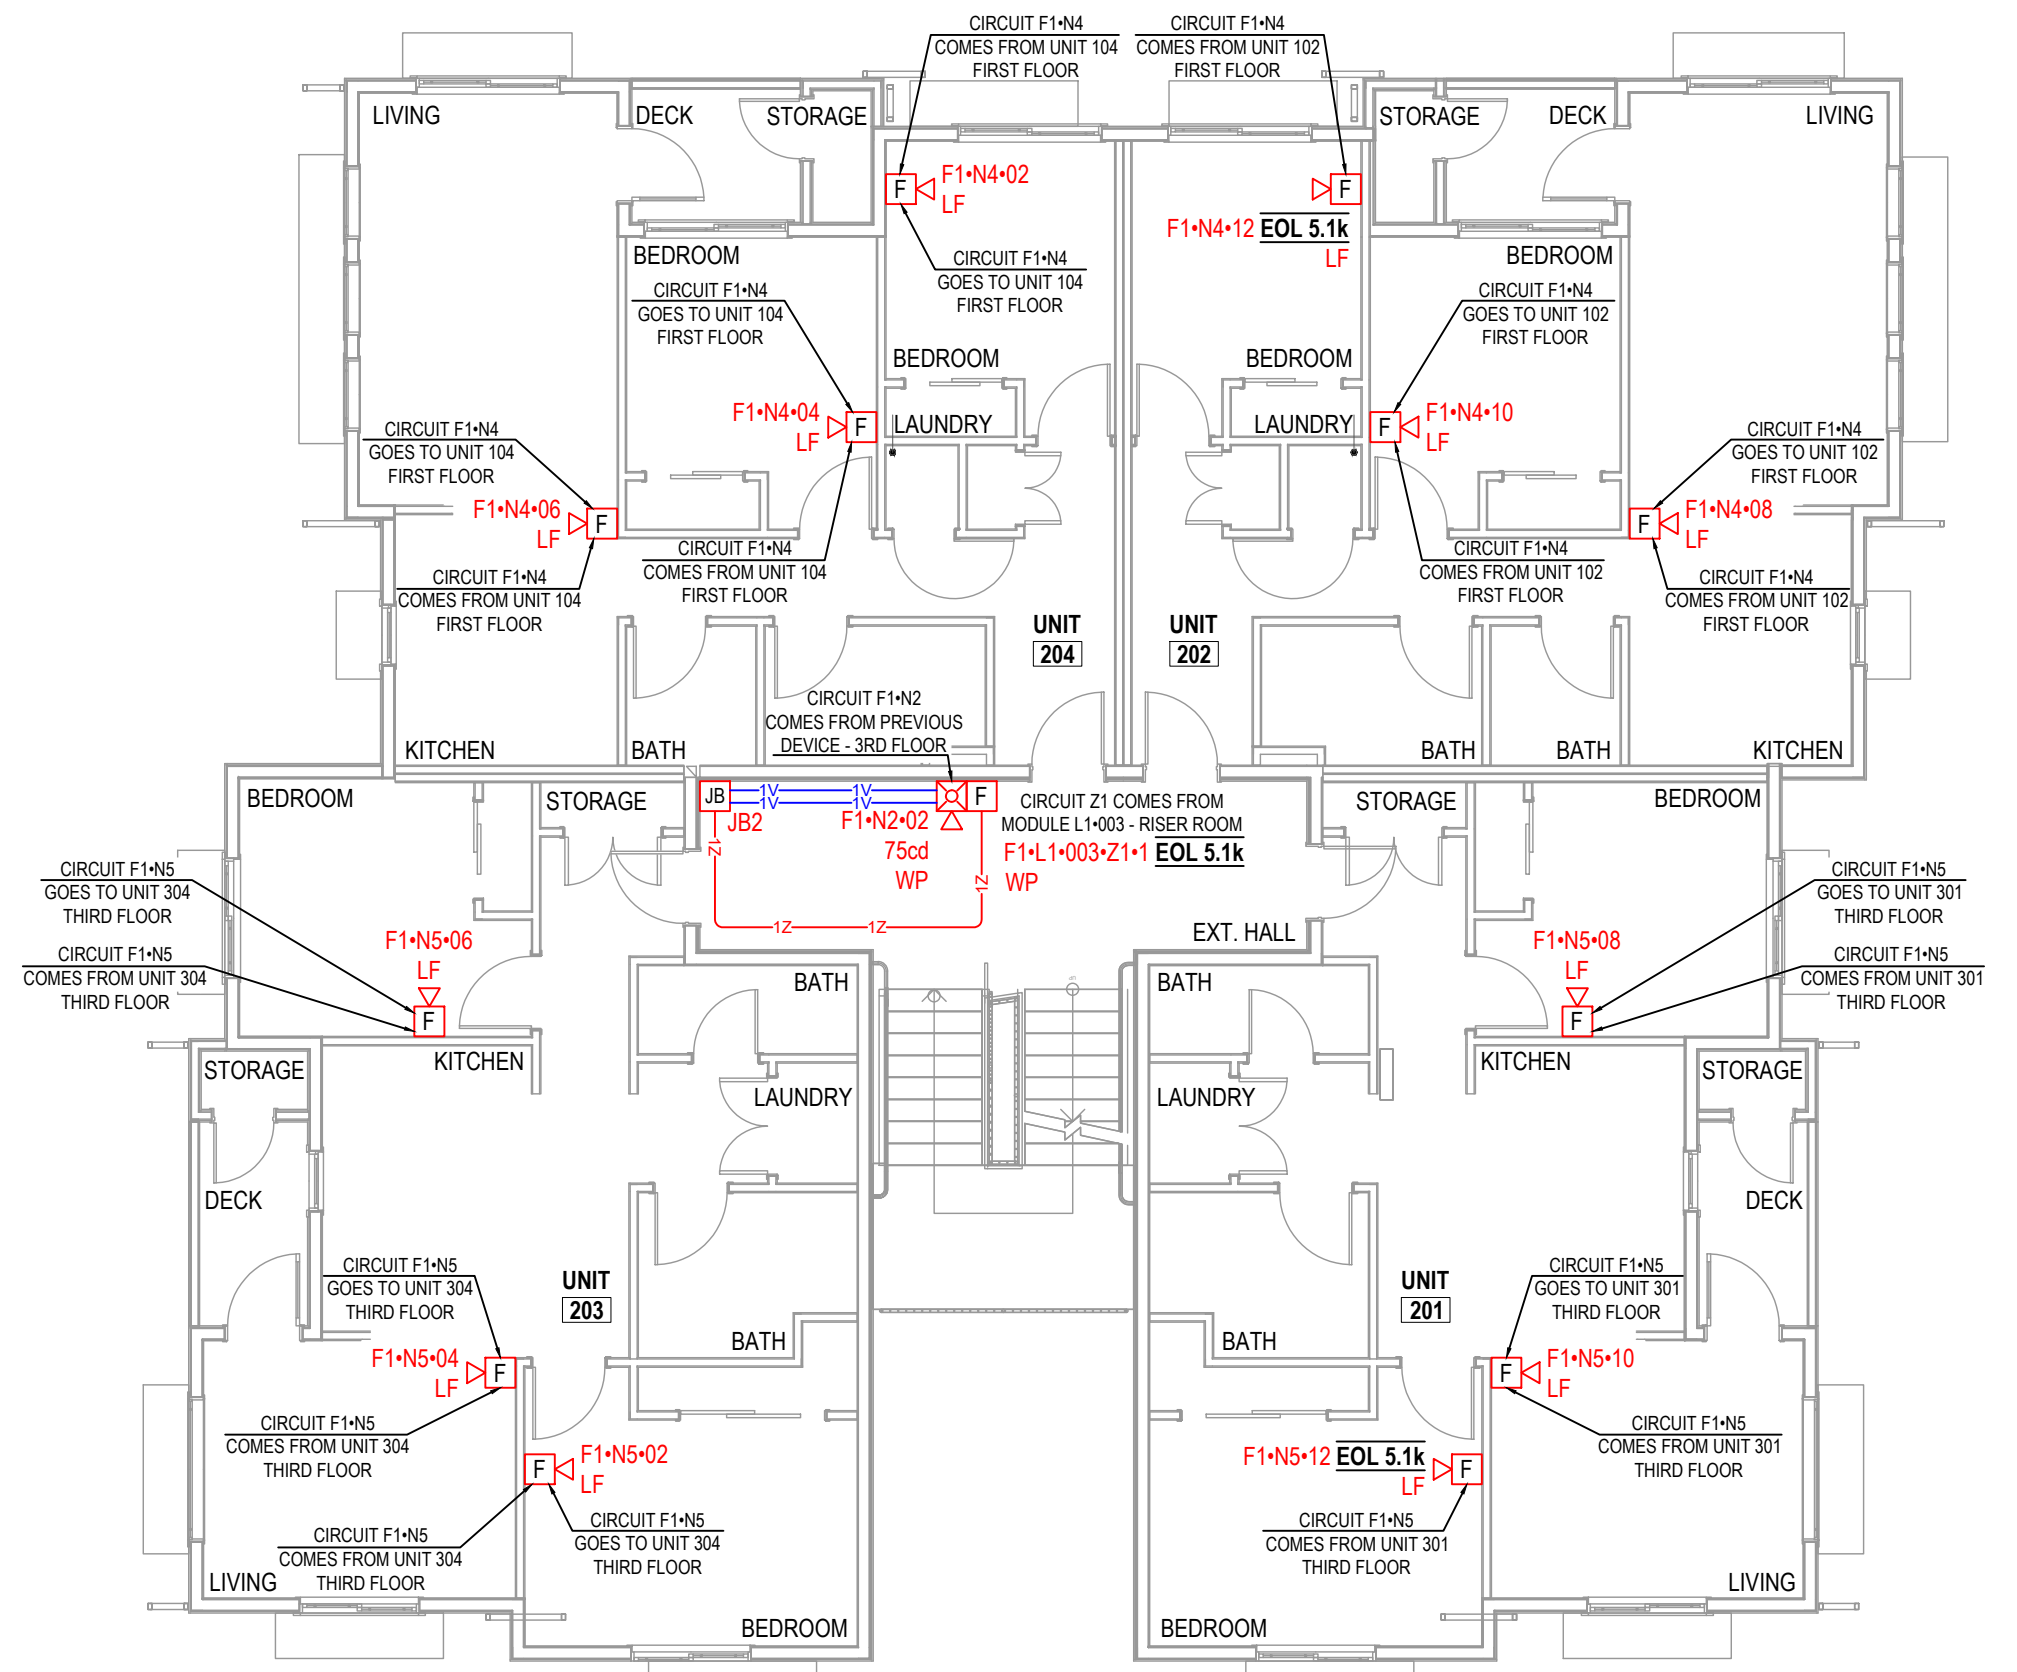 CIRCUIT F1•N4
COMES FROM UNIT 104
FIRST FLOOR
CIRCUIT F1•N4
COMES FROM UNIT 102
FIRST FLOOR
LIVING
DECK
STORAGE
STORAGE
DECK
LIVING
F
F1•N4•02
LF
F
F1•N4•12 EOL 5.1k
LF
BEDROOM
CIRCUIT F1•N4
GOES TO UNIT 104
FIRST FLOOR
BEDROOM
CIRCUIT F1•N4
GOES TO UNIT 104
FIRST FLOOR
CIRCUIT F1•N4
GOES TO UNIT 102
FIRST FLOOR
BEDROOM
BEDROOM
F1•N4•04
LF
F
LAUNDRY
LAUNDRY
F
F1•N4•10
LF
CIRCUIT F1•N4
GOES TO UNIT 104
FIRST FLOOR
CIRCUIT F1•N4
GOES TO UNIT 102
FIRST FLOOR
F1•N4•06
LF
F
F
F1•N4•08
LF
CIRCUIT F1•N4
COMES FROM UNIT 104
FIRST FLOOR
CIRCUIT F1•N4
COMES FROM UNIT 104
FIRST FLOOR
CIRCUIT F1•N4
COMES FROM UNIT 102
FIRST FLOOR
CIRCUIT F1•N4
COMES FROM UNIT 102
FIRST FLOOR
UNIT
204
UNIT
202
CIRCUIT F1•N2
COMES FROM PREVIOUS
DEVICE - 3RD FLOOR
KITCHEN
BATH
BATH
BATH
KITCHEN
BEDROOM
STORAGE
JB
JB2
1V
1V
1V
1V
F
F1•N2•02
75cd
WP
CIRCUIT Z1 COMES FROM
MODULE L1•003 - RISER ROOM
F1•L1•003•Z1•1 EOL 5.1k
WP
1Z
1Z
1Z
1Z
STORAGE
BEDROOM
EXT. HALL
CIRCUIT F1•N5
GOES TO UNIT 304
THIRD FLOOR
CIRCUIT F1•N5
COMES FROM UNIT 304
THIRD FLOOR
F1•N5•06
LF
F
F1•N5•08
LF
F
CIRCUIT F1•N5
GOES TO UNIT 301
THIRD FLOOR
CIRCUIT F1•N5
COMES FROM UNIT 301
THIRD FLOOR
BATH
BATH
STORAGE
KITCHEN
LAUNDRY
LAUNDRY
KITCHEN
STORAGE
DECK
DECK
CIRCUIT F1•N5
GOES TO UNIT 304
THIRD FLOOR
UNIT
203
UNIT
201
CIRCUIT F1•N5
GOES TO UNIT 301
THIRD FLOOR
BATH
BATH
F1•N5•04
LF
F
F
F1•N5•10
LF
CIRCUIT F1•N5
COMES FROM UNIT 304
THIRD FLOOR
CIRCUIT F1•N5
COMES FROM UNIT 301
THIRD FLOOR
F
F1•N5•02
LF
F1•N5•12 EOL 5.1k
LF
F
CIRCUIT F1•N5
COMES FROM UNIT 304
THIRD FLOOR
CIRCUIT F1•N5
GOES TO UNIT 304
THIRD FLOOR
CIRCUIT F1•N5
COMES FROM UNIT 301
THIRD FLOOR
LIVING
LIVING
BEDROOM
BEDROOM